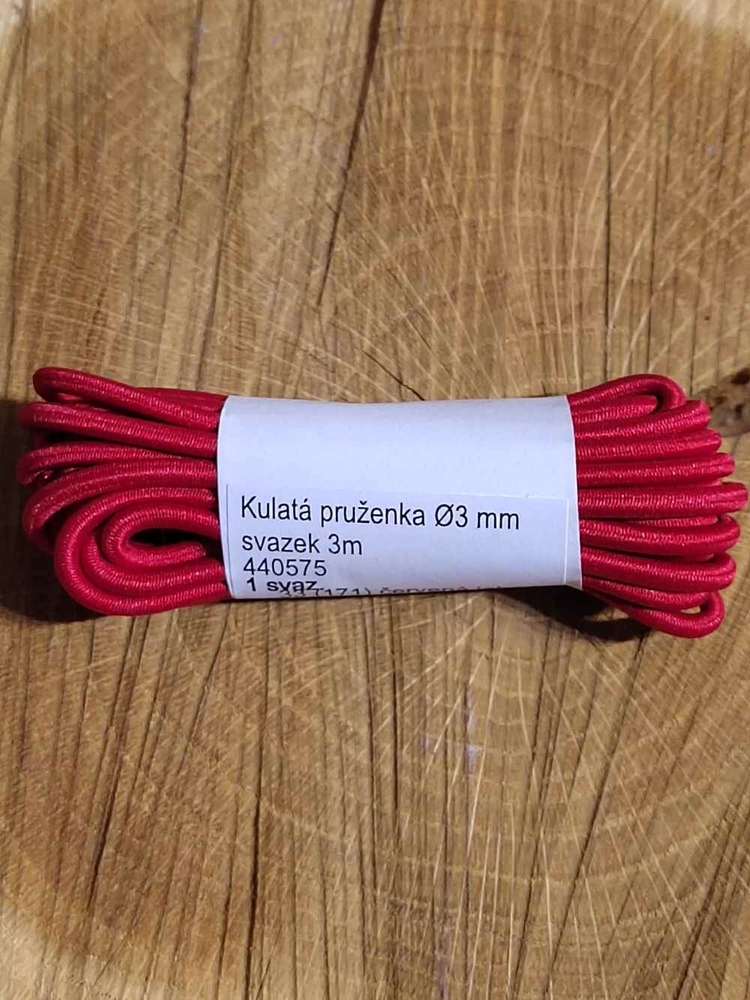 Kulatá pruženka Ø3 mm
svazek 3m
440575
1 svaz